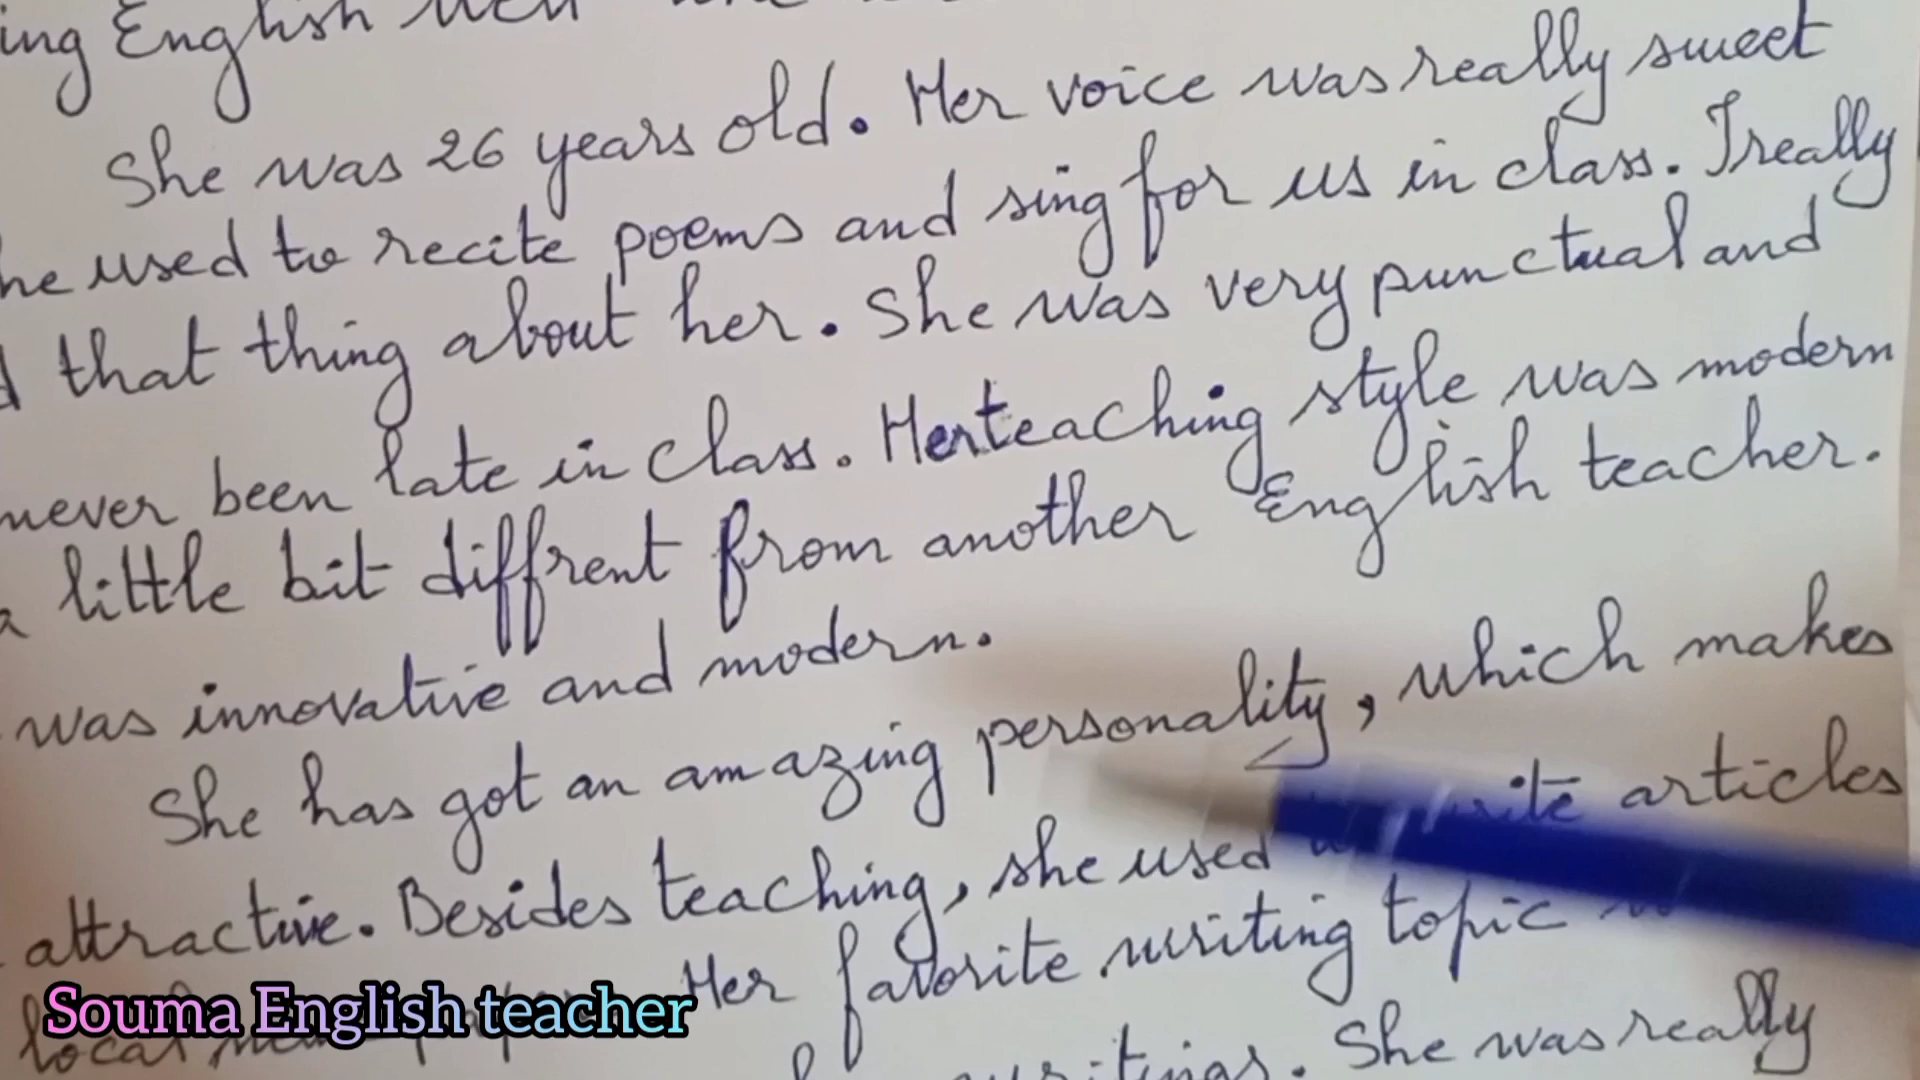 ing English well
She was 26 years old. Her voice was really sweet
he used to recite poems and sing for us in class. I really
d that thing about her. She was very punctual and
never been late in class. Her teaching style was modern
a little bit diffrent from another English teacher.
was innovative and modern.
She has got an amazing personality, which makes
attractive. Besides teaching, she used write articles
local Her favorite writing topic
writings. She was really
Souma English teacher